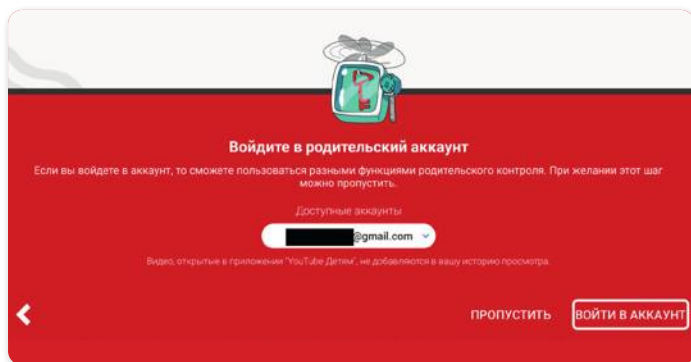 Войдите в родительский аккаунт
Если вы войдете в аккаунт, то сможете пользоваться разными функциями родительского контроля. При желании этот шаг
можно пропустить.
Доступные аккаунты
@gmail.com
Видео, открытые в приложении "YouTube Детям", не добавляются в вашу историю просмотра.
ПРОПУСТИТЬ
ВОЙТИ В АККАУНТ